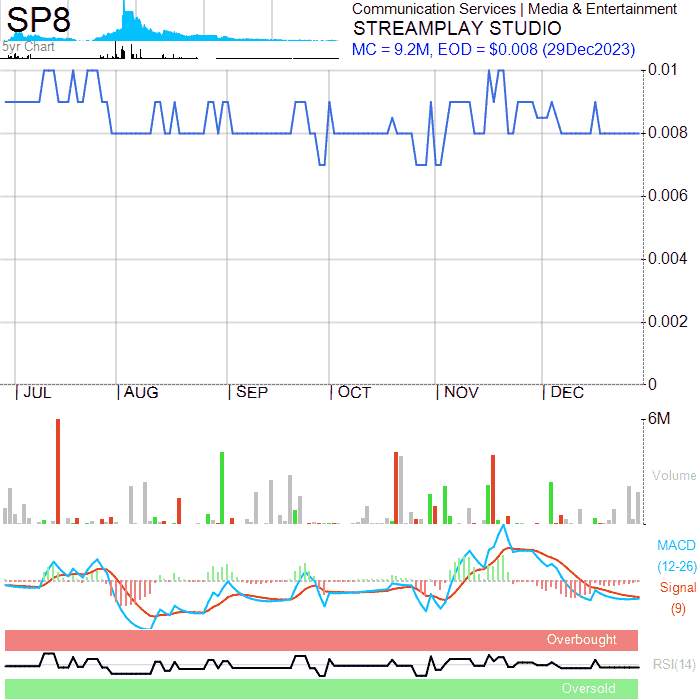 SP8
5yr Chart
Communication Services | Media & Entertainment
STREAMPLAY STUDIO
MC = 9.2M, EOD = $0.008 (29Dec2023)
0.01
0.008
0.006
0.004
0.002
0
JUL AUG SEP OCT NOV DEC
6M
Volume
MACD
(12-26)
Signal
(9)
Overbought
RSI(14)
Oversold